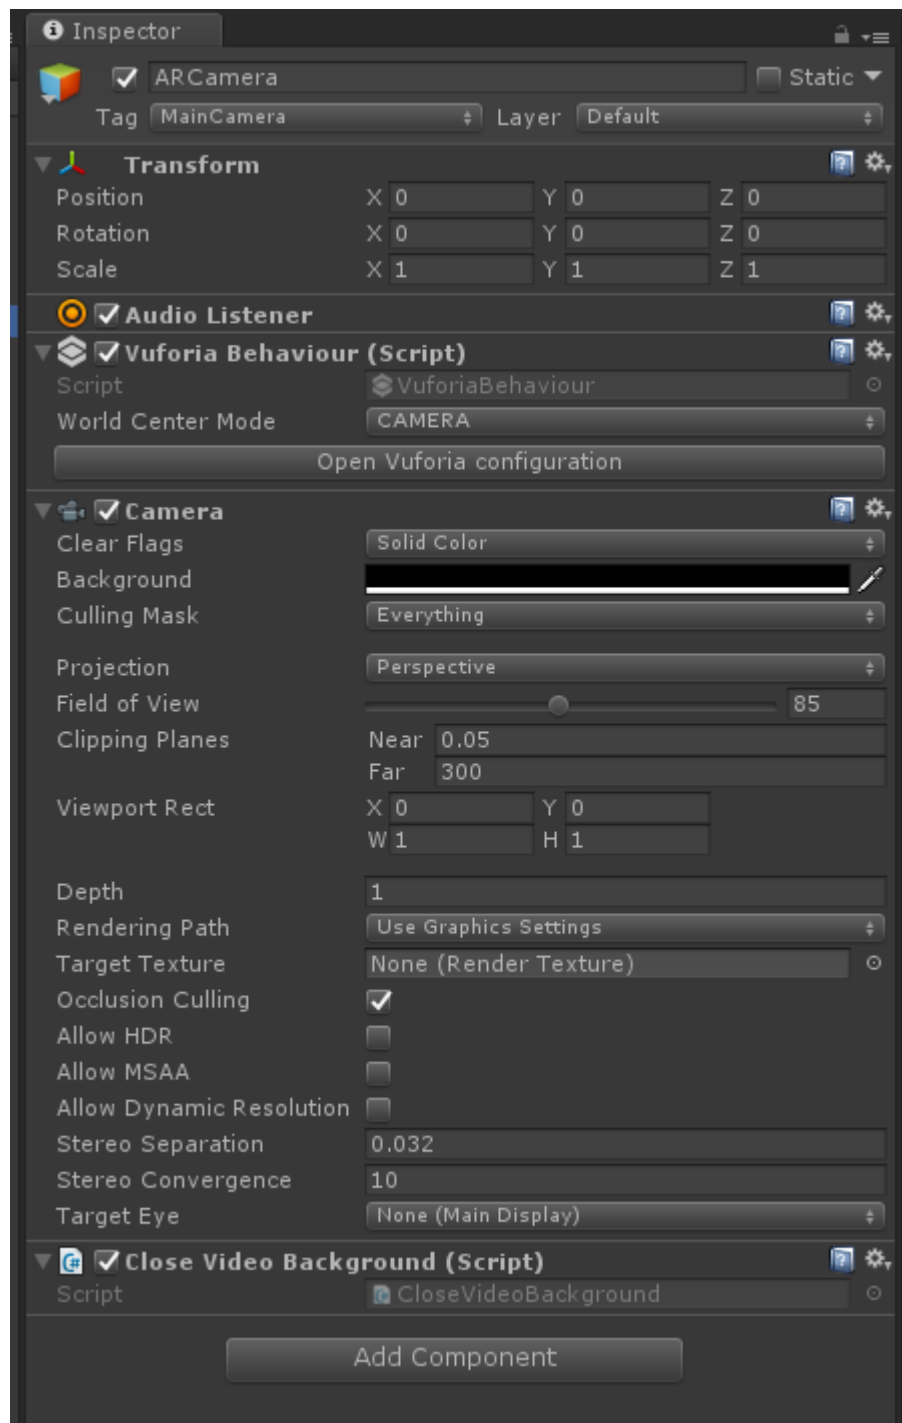 Inspector
ARCamera Static
Tag MainCamera Layer Default
Transform
Position X 0 Y 0 Z 0
Rotation X 0 Y 0 Z 0
Scale X 1 Y 1 Z 1
Audio Listener
Vuforia Behaviour (Script)
Script VuforiaBehaviour
World Center Mode CAMERA
Open Vuforia configuration
Camera
Clear Flags Solid Color
Background
Culling Mask Everything
Projection Perspective
Field of View 85
Clipping Planes Near 0.05
Far 300
Viewport Rect X 0 Y 0
W 1 H 1
Depth 1
Rendering Path Use Graphics Settings
Target Texture None (Render Texture)
Occlusion Culling
Allow HDR
Allow MSAA
Allow Dynamic Resolution
Stereo Separation 0.032
Stereo Convergence 10
Target Eye None (Main Display)
Close Video Background (Script)
Script CloseVideoBackground
Add Component